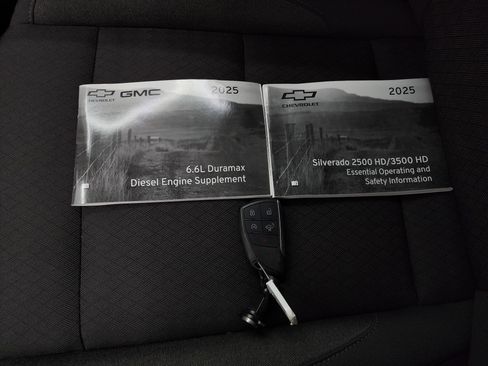 CHEVROLET
GMC
2025
6.6L Duramax
Diesel Engine Supplement
CHEVROLET
2025
Silverado 2500 HD/3500 HD
Essential Operating and
Safety Information